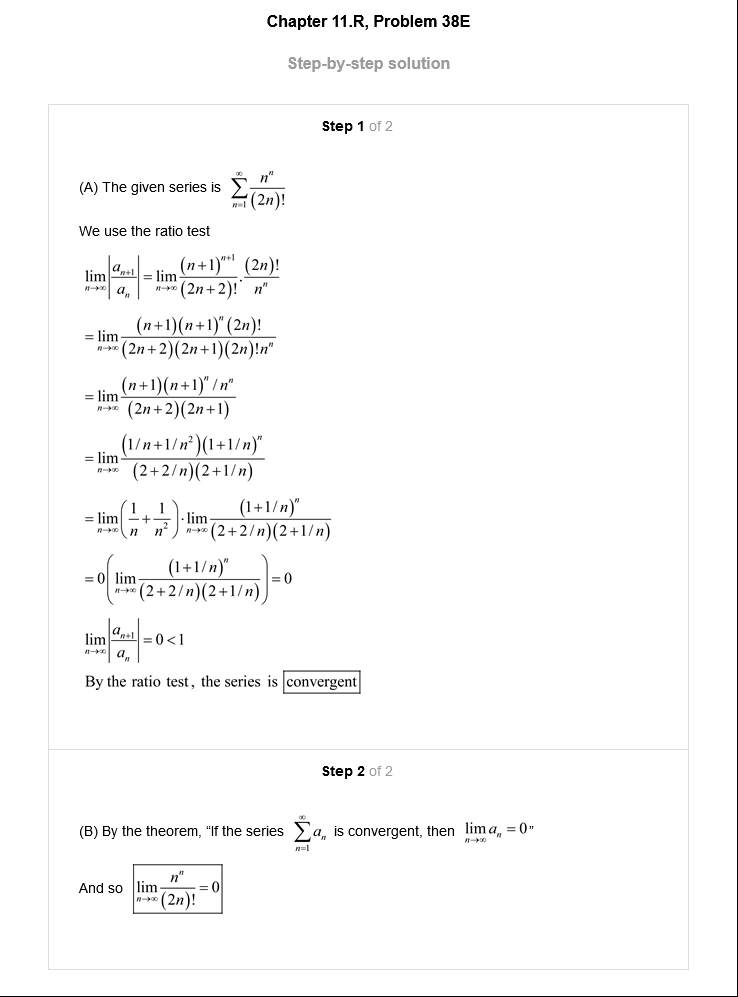 Chapter 11.R, Problem 38E
Step-by-step solution
Step 1 of 2
(A) The given series is $\sum_{n=1}^{\infty} \frac{n^n}{(2n)!}$
We use the ratio test
$\lim_{n\to\infty} \left|\frac{a_{n+1}}{a_n}\right| = \lim_{n\to\infty} \frac{(n+1)^{n+1}}{(2n+2)!} \cdot \frac{(2n)!}{n^n}$
$= \lim_{n\to\infty} \frac{(n+1)(n+1)^n (2n)!}{(2n+2)(2n+1)(2n)! n^n}$
$= \lim_{n\to\infty} \frac{(n+1)(n+1)^n / n^n}{(2n+2)(2n+1)}$
$= \lim_{n\to\infty} \frac{(1/n+1/n^2)(1+1/n)^n}{(2+2/n)(2+1/n)}$
$= \lim_{n\to\infty} \left(\frac{1}{n}+\frac{1}{n^2}\right) \cdot \lim_{n\to\infty} \frac{(1+1/n)^n}{(2+2/n)(2+1/n)}$
$= 0\left(\lim_{n\to\infty} \frac{(1+1/n)^n}{(2+2/n)(2+1/n)}\right) = 0$
$\lim_{n\to\infty} \left|\frac{a_{n+1}}{a_n}\right| = 0 < 1$
By the ratio test, the series is convergent
Step 2 of 2
(B) By the theorem, “If the series $\sum_{n=1}^{\infty} a_n$ is convergent, then $\lim_{n\to\infty} a_n = 0$”
And so $\lim_{n\to\infty} \frac{n^n}{(2n)!} = 0$